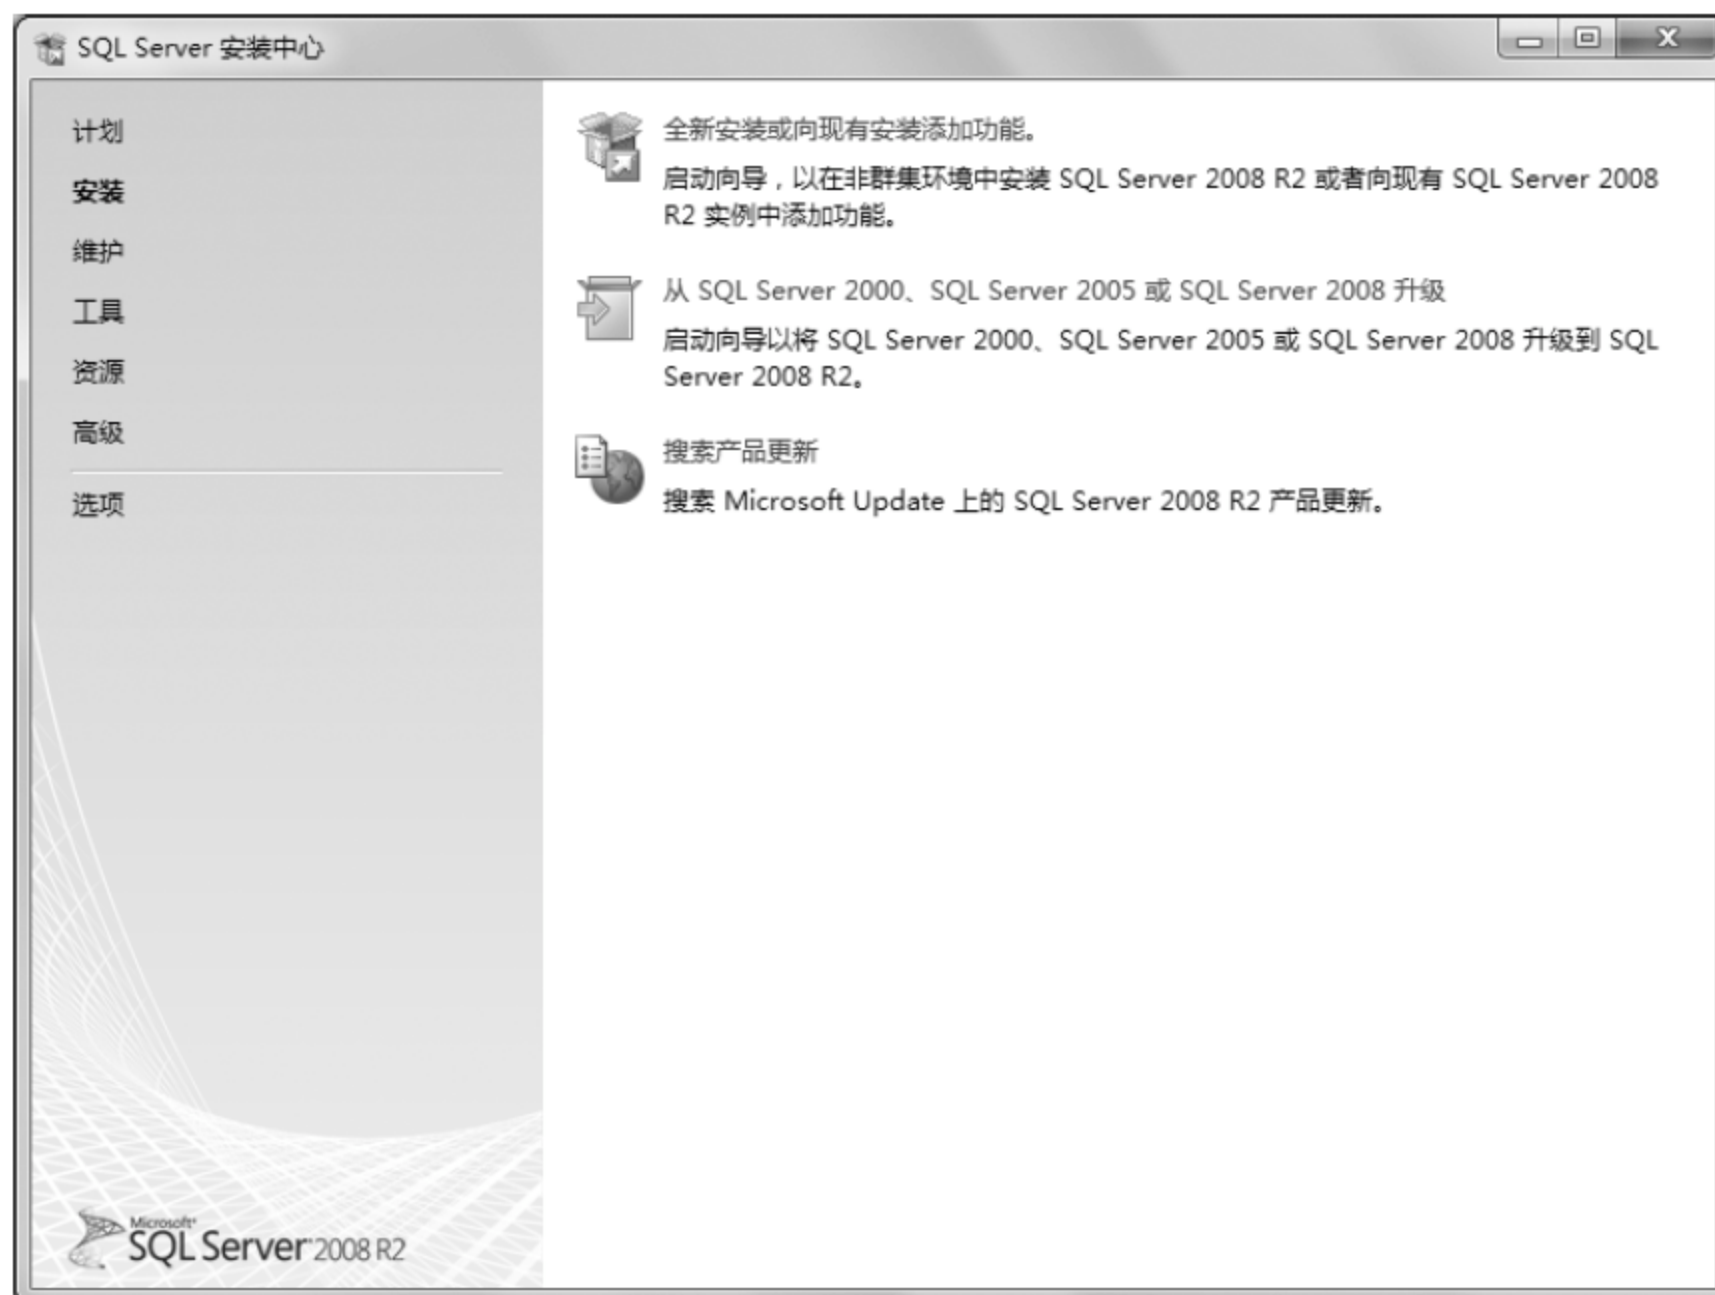 SQL Server 安装中心
计划
安装
维护
工具
资源
高级
选项
全新安装或向现有安装添加功能。
启动向导，以在非群集环境中安装 SQL Server 2008 R2 或者向现有 SQL Server 2008
R2 实例中添加功能。
从 SQL Server 2000、SQL Server 2005 或 SQL Server 2008 升级
启动向导以将 SQL Server 2000、SQL Server 2005 或 SQL Server 2008 升级到 SQL
Server 2008 R2。
搜索产品更新
搜索 Microsoft Update 上的 SQL Server 2008 R2 产品更新。
Microsoft
SQL Server 2008 R2